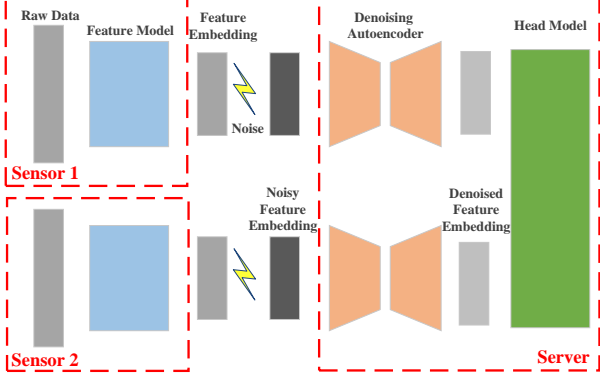 Raw Data
Feature Model
Feature
Embedding
Denoising
Autoencoder
Head Model
Noise
Sensor 1
Noisy
Feature
Embedding
Denoised
Feature
Embedding
Sensor 2
Server